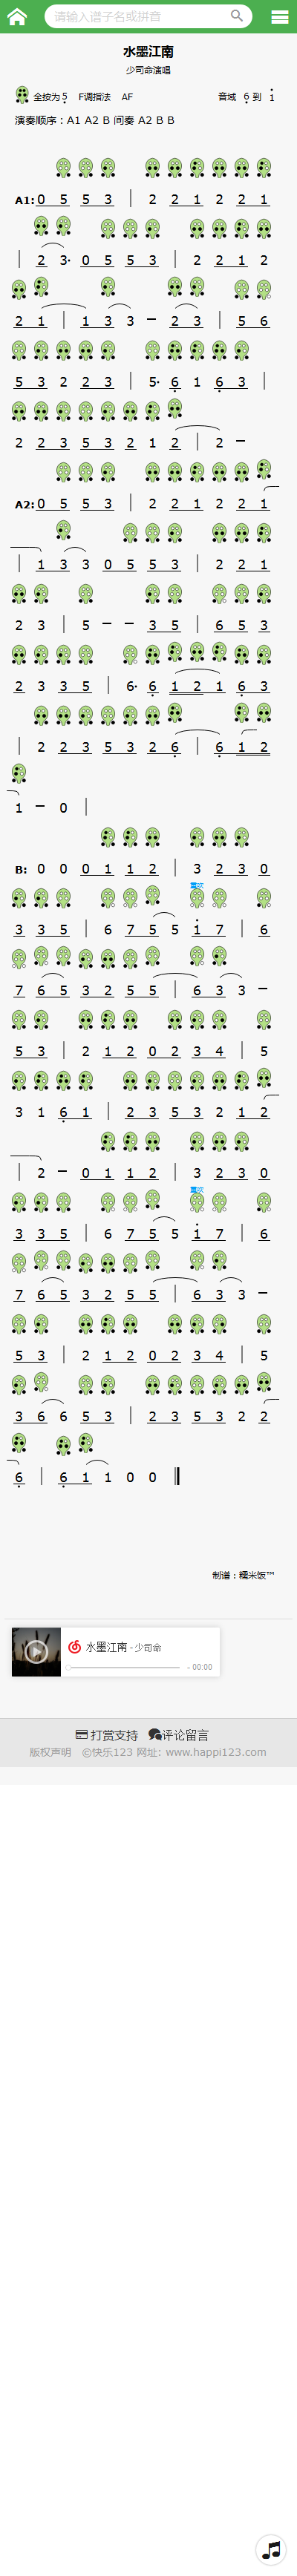 请输入谱子名或拼音
水墨江南
少司命演唱
全按为5 F调指法 AF 音域 6 到 1
演奏顺序：A1 A2 B 间奏 A2 B B
A1: 0 5 5 3 | 2 2 1 2 2 1
| 2 3· 0 5 5 3 | 2 2 1 2
2 1 | 1 3 3 – 2 3 | 5 6
5 3 2 2 3 | 5· 6 1 6 3 |
2 2 3 5 3 2 1 2 | 2 –
A2: 0 5 5 3 | 2 2 1 2 2 1
| 1 3 3 0 5 5 3 | 2 2 1
2 3 | 5 – – 3 5 | 6 5 3
2 3 3 5 | 6· 6 1 2 1 6 3
| 2 2 3 5 3 2 6 | 6 1 2
1 – 0 |
B: 0 0 0 1 1 2 | 3 2 3 0
重吹
3 3 5 | 6 7 5 5 1 7 | 6
7 6 5 3 2 5 5 | 6 3 3 –
5 3 | 2 1 2 0 2 3 4 | 5
3 1 6 1 | 2 3 5 3 2 1 2
| 2 – 0 1 1 2 | 3 2 3 0
重吹
3 3 5 | 6 7 5 5 1 7 | 6
7 6 5 3 2 5 5 | 6 3 3 –
5 3 | 2 1 2 0 2 3 4 | 5
3 6 6 5 3 | 2 3 5 3 2 2
6 | 6 1 1 0 0 ‖
制谱：糯米饭™
水墨江南 - 少司命
- 00:00
打赏支持 评论留言
版权声明 ©快乐123 网址: www.happi123.com